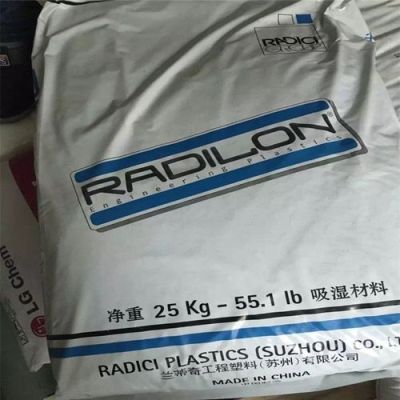 RADICI
GROUP
RADILON
Engineering Plastics
净重 25 Kg - 55.1 lb 吸湿材料
RADICI PLASTICS (SUZHOU) CO., LT
兰蒂奇工程塑料(苏州)有限公司
MADE IN CHINA
LG Chem